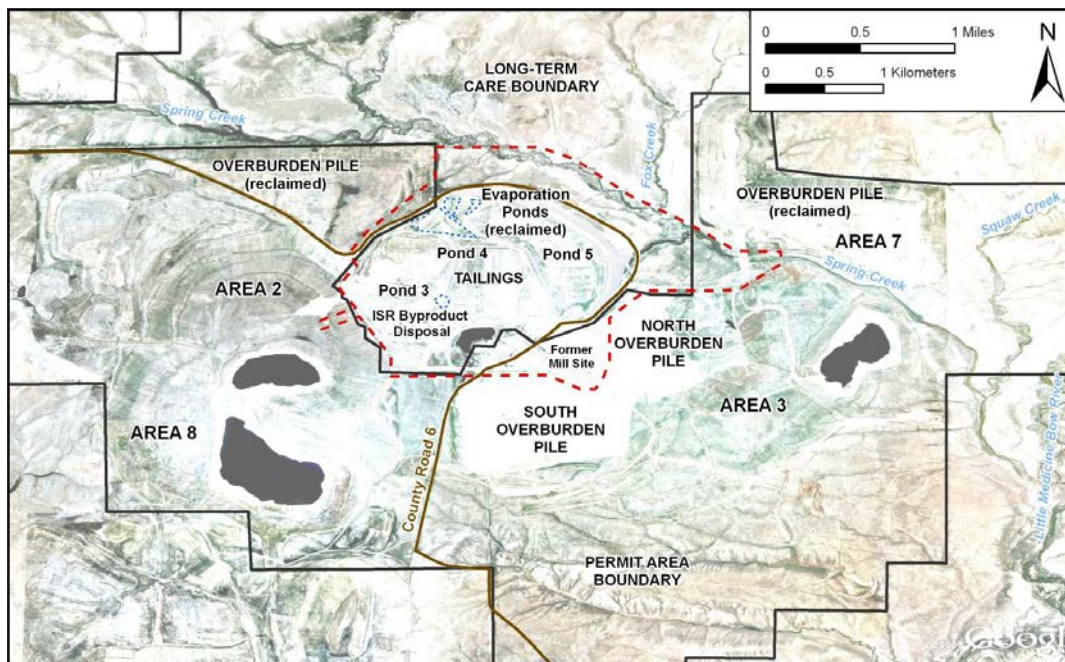 0 0.5 1 Miles
0 0.5 1 Kilometers
N
LONG-TERM
CARE BOUNDARY
Spring Creek
Fox Creek
OVERBURDEN PILE
(reclaimed)
Evaporation
Ponds
(reclaimed)
OVERBURDEN PILE
(reclaimed)
Squaw Creek
AREA 7
Pond 4
Pond 5
TAILINGS
Spring Creek
AREA 2
Pond 3
ISR Byproduct
Disposal
NORTH
OVERBURDEN
PILE
Former
Mill Site
AREA 3
SOUTH
OVERBURDEN
PILE
AREA 8
County Road 6
Little Medicine Bow River
PERMIT AREA
BOUNDARY
Google